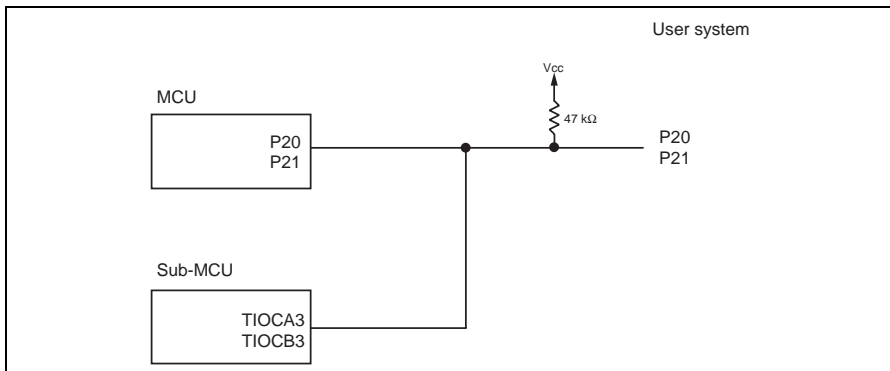 User system
Vcc
MCU
47 kΩ
P20
P21
P20
P21
Sub-MCU
TIOCA3
TIOCB3